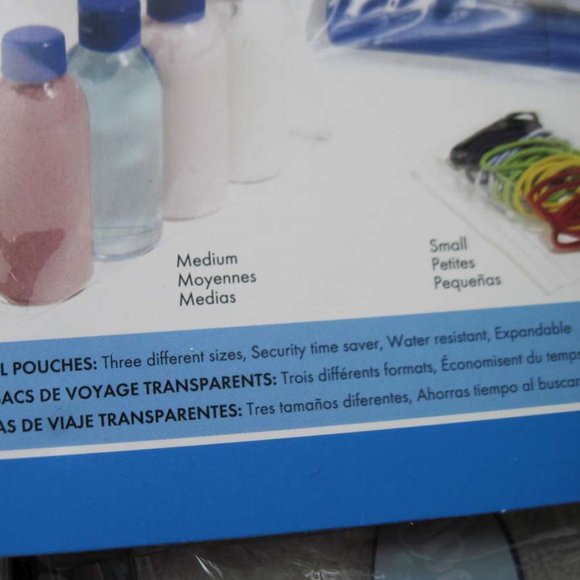 Medium
Moyennes
Medias
Small
Petites
Pequeñas
L POUCHES: Three different sizes, Security time saver, Water resistant, Expandable
SACS DE VOYAGE TRANSPARENTS: Trois différents formats, Économisent du temps
AS DE VIAJE TRANSPARENTES: Tres tamaños diferentes, Ahorras tiempo al buscar